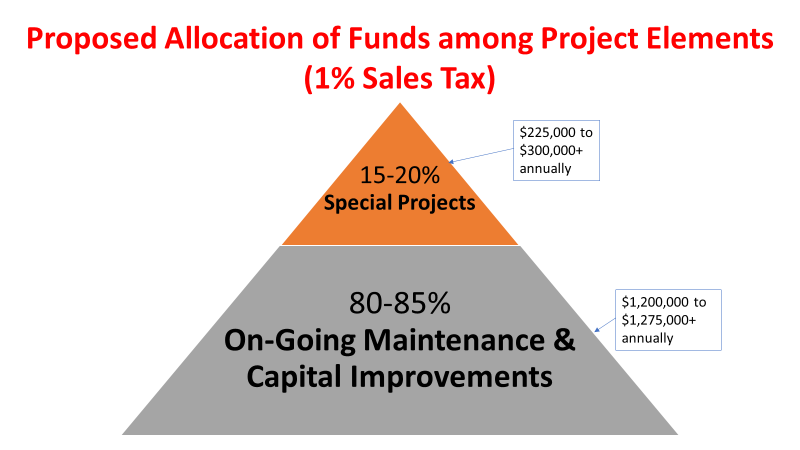 Proposed Allocation of Funds among Project Elements
(1% Sales Tax)
$225,000 to
$300,000+
annually
15-20%
Special Projects
80-85%
On-Going Maintenance &
Capital Improvements
$1,200,000 to
$1,275,000+
annually